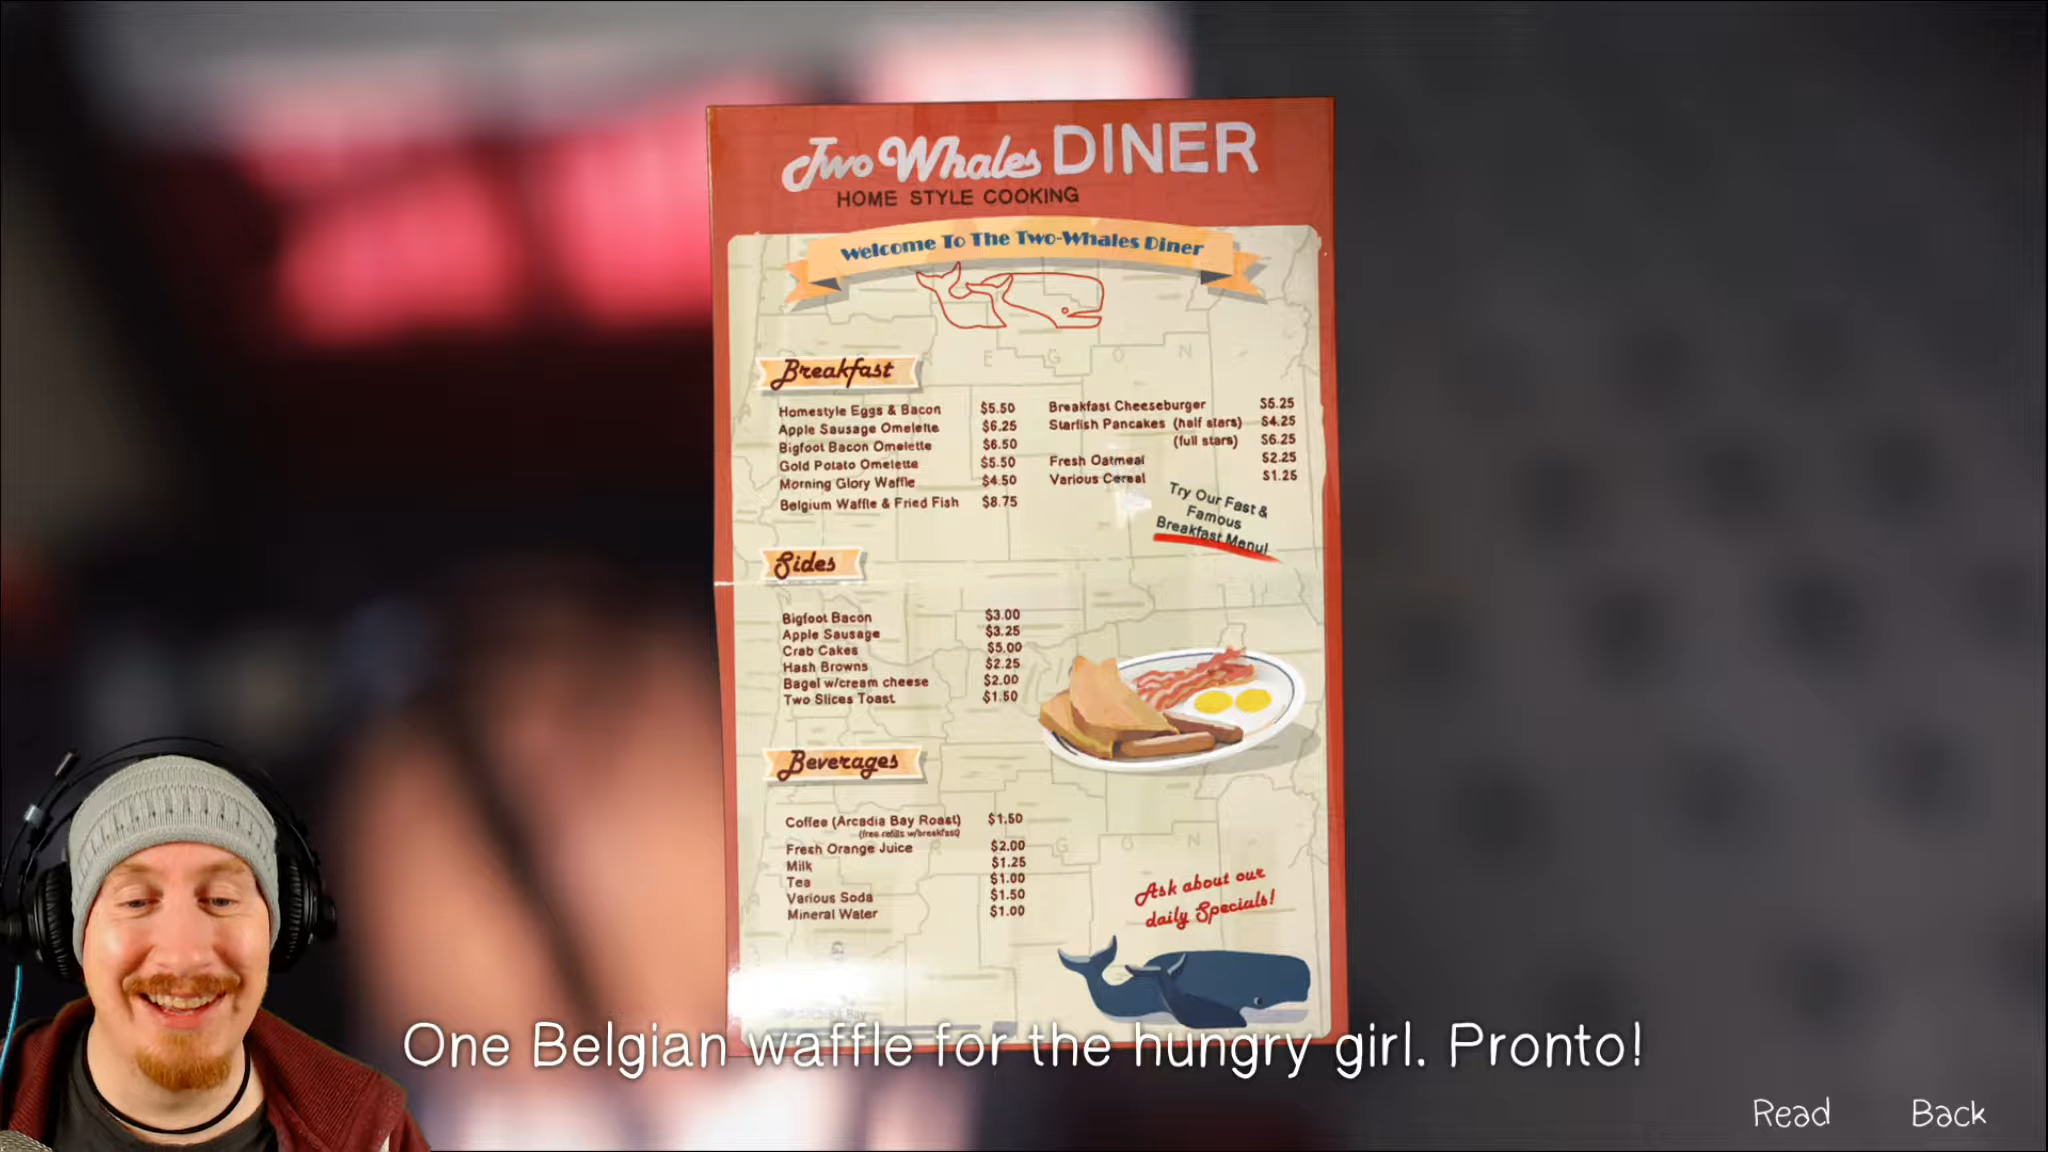 Two Whales DINER
HOME STYLE COOKING
Welcome To The Two-Whales Diner
E G O N
Breakfast
Homestyle Eggs & Bacon $5.50
Apple Sausage Omelette $6.25
Bigfoot Bacon Omelette $6.50
Gold Potato Omelette $5.50
Morning Glory Waffle $4.50
Belgium Waffle & Fried Fish $8.75
Breakfast Cheeseburger $5.25
Starfish Pancakes (half stars) $4.25
(full stars) $6.25
Fresh Oatmeal $2.25
Various Cereal $1.25
Try Our Fast &
Famous
Breakfast Menu!
Sides
Bigfoot Bacon $3.00
Apple Sausage $3.25
Crab Cakes $5.00
Hash Browns $2.25
Bagel w/cream cheese $2.00
Two Slices Toast $1.50
Beverages
Coffee (Arcadia Bay Roast) $1.50
(free refills w/breakfast)
Fresh Orange Juice $2.00
Milk $1.25
Tea $1.00
Various Soda $1.50
Mineral Water $1.00
G O N
Ask about our
daily Specials!
Bay
One Belgian waffle for the hungry girl. Pronto!
Read Back